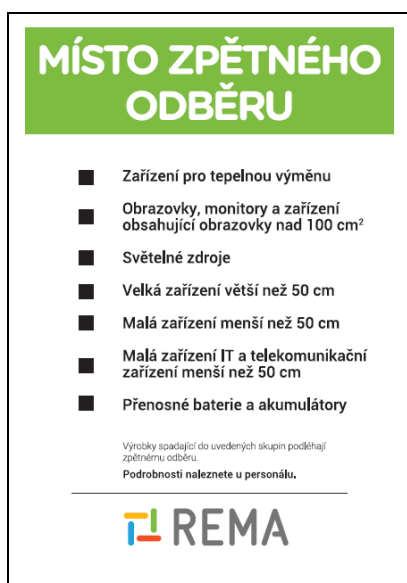 MÍSTO ZPĚTNÉHO
ODBĚRU
Zařízení pro tepelnou výměnu
Obrazovky, monitory a zařízení
obsahující obrazovky nad 100 cm²
Světelné zdroje
Velká zařízení větší než 50 cm
Malá zařízení menší než 50 cm
Malá zařízení IT a telekomunikační
zařízení menší než 50 cm
Přenosné baterie a akumulátory
Výrobky spadající do uvedených skupin podléhají
zpětnému odběru.
Podrobnosti naleznete u personálu.
REMA